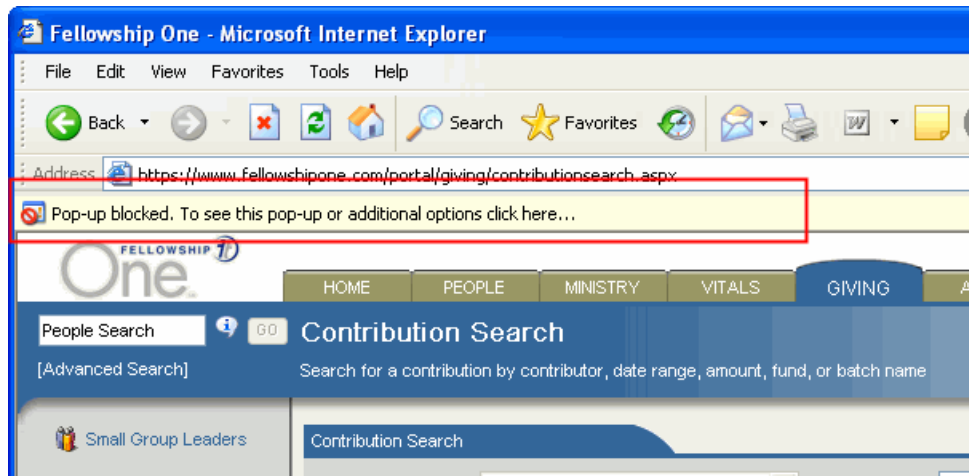 Fellowship One - Microsoft Internet Explorer
File Edit View Favorites Tools Help
Back Search Favorites
Address https://www.fellowshipone.com/portal/giving/contributionsearch.aspx
Pop-up blocked. To see this pop-up or additional options click here...
FELLOWSHIP
One
HOME PEOPLE MINISTRY VITALS GIVING A
People Search GO Contribution Search
[Advanced Search] Search for a contribution by contributor, date range, amount, fund, or batch name
Small Group Leaders Contribution Search